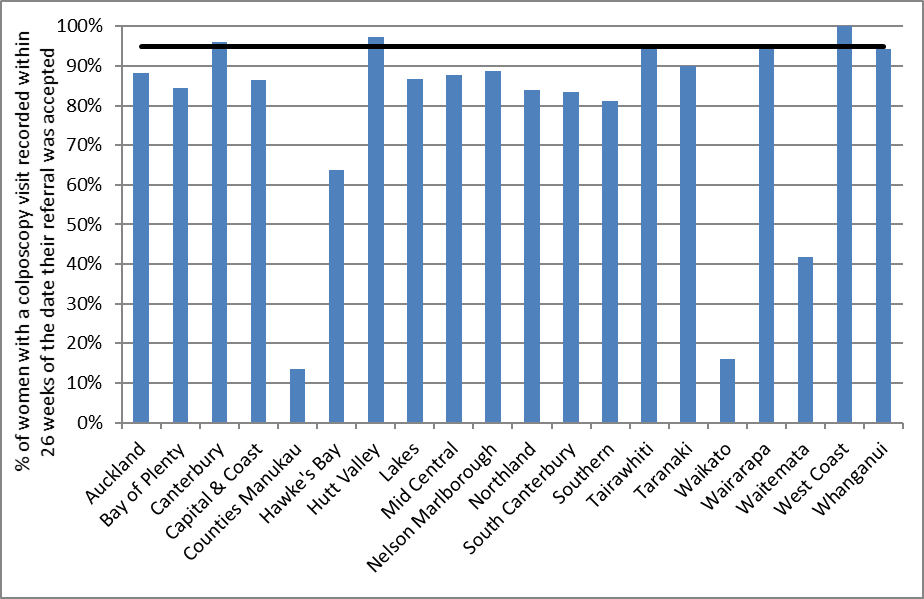 % of women with a colposcopy visit recorded within
26 weeks of the date their referral was accepted
100%
90%
80%
70%
60%
50%
40%
30%
20%
10%
0%
Auckland
Bay of Plenty
Canterbury
Capital & Coast
Counties Manukau
Hawke's Bay
Hutt Valley
Lakes
Mid Central
Nelson Marlborough
Northland
South Canterbury
Southern
Tairawhiti
Taranaki
Waikato
Wairarapa
Waitemata
West Coast
Whanganui